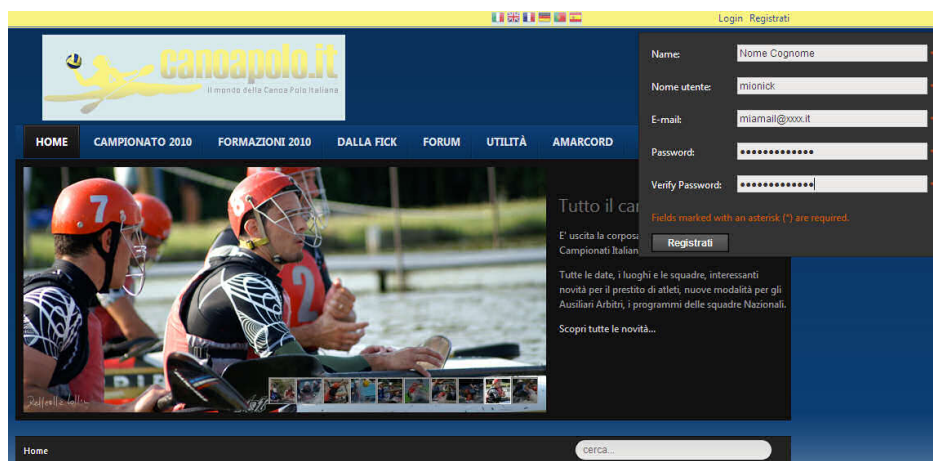 Login Registrati
canoapolo.it
Il mondo della Canoa Polo Italiana
Name: Nome Cognome *
Nome utente: mionick *
E-mail: miamail@xxxx.it *
Password: ••••••••••••• *
Verify Password: ••••••••••••• *
Fields marked with an asterisk (*) are required.
Registrati
HOME CAMPIONATO 2010 FORMAZIONI 2010 DALLA FICK FORUM UTILITÀ AMARCORD
7
2
Tutto il ca
E' uscita la corposa
Campionati Italian
Tutte le date, i luoghi e le squadre, interessanti
novità per il prestito di atleti, nuove modalità per gli
Ausiliari Arbitri, i programmi delle squadre Nazionali.
Scopri tutte le novità...
Home cerca...